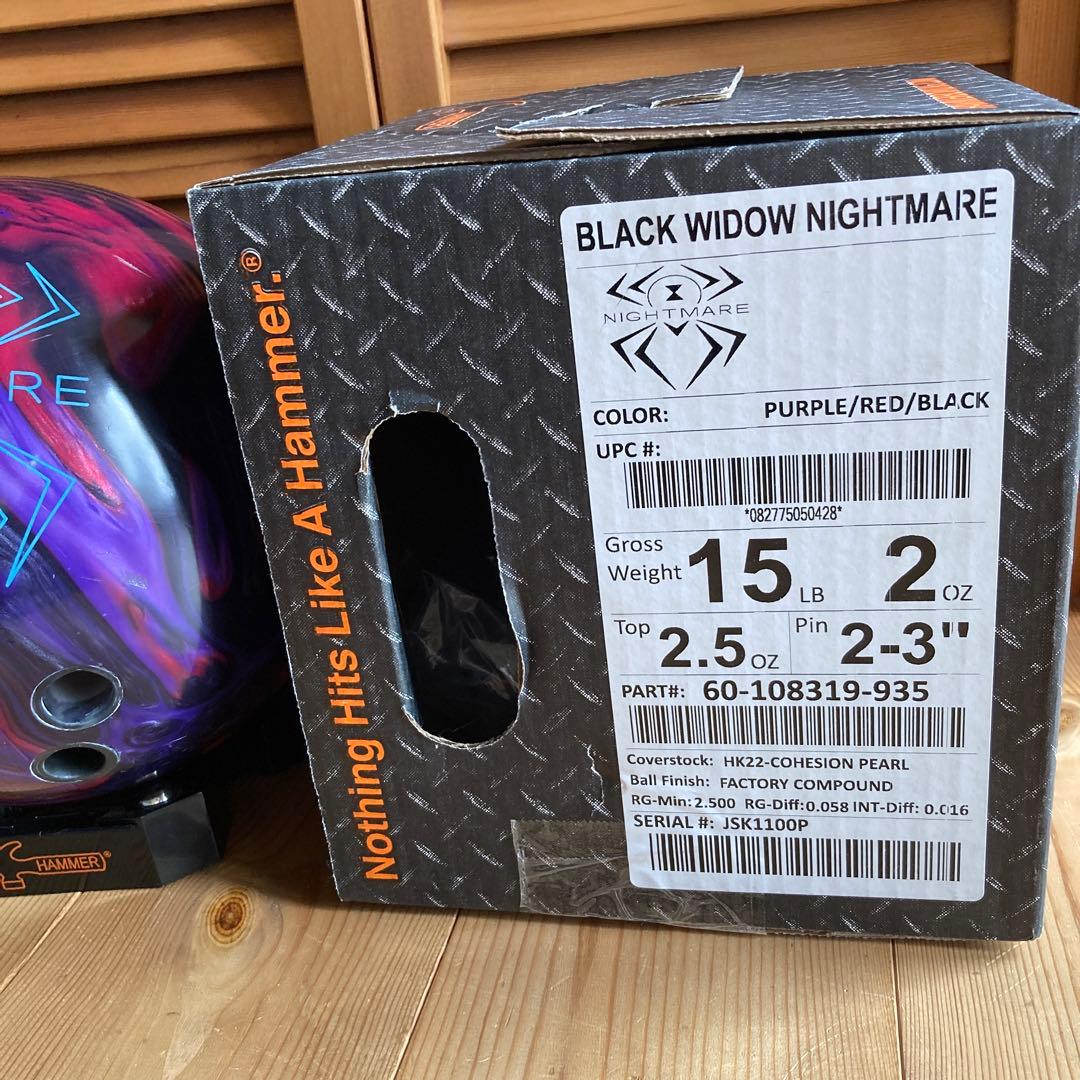 RE
HAMMER®
Nothing Hits Like A Hammer.®
BLACK WIDOW NIGHTMARE
NIGHTMARE
COLOR: PURPLE/RED/BLACK
UPC #:
*082775050428*
Gross Weight 15 LB 2 OZ
Top 2.5 OZ Pin 2-3"
PART#: 60-108319-935
Coverstock: HK22-COHESION PEARL
Ball Finish: FACTORY COMPOUND
RG-Min:2.500 RG-Diff:0.058 INT-Diff: 0.016
SERIAL #: JSK1100P